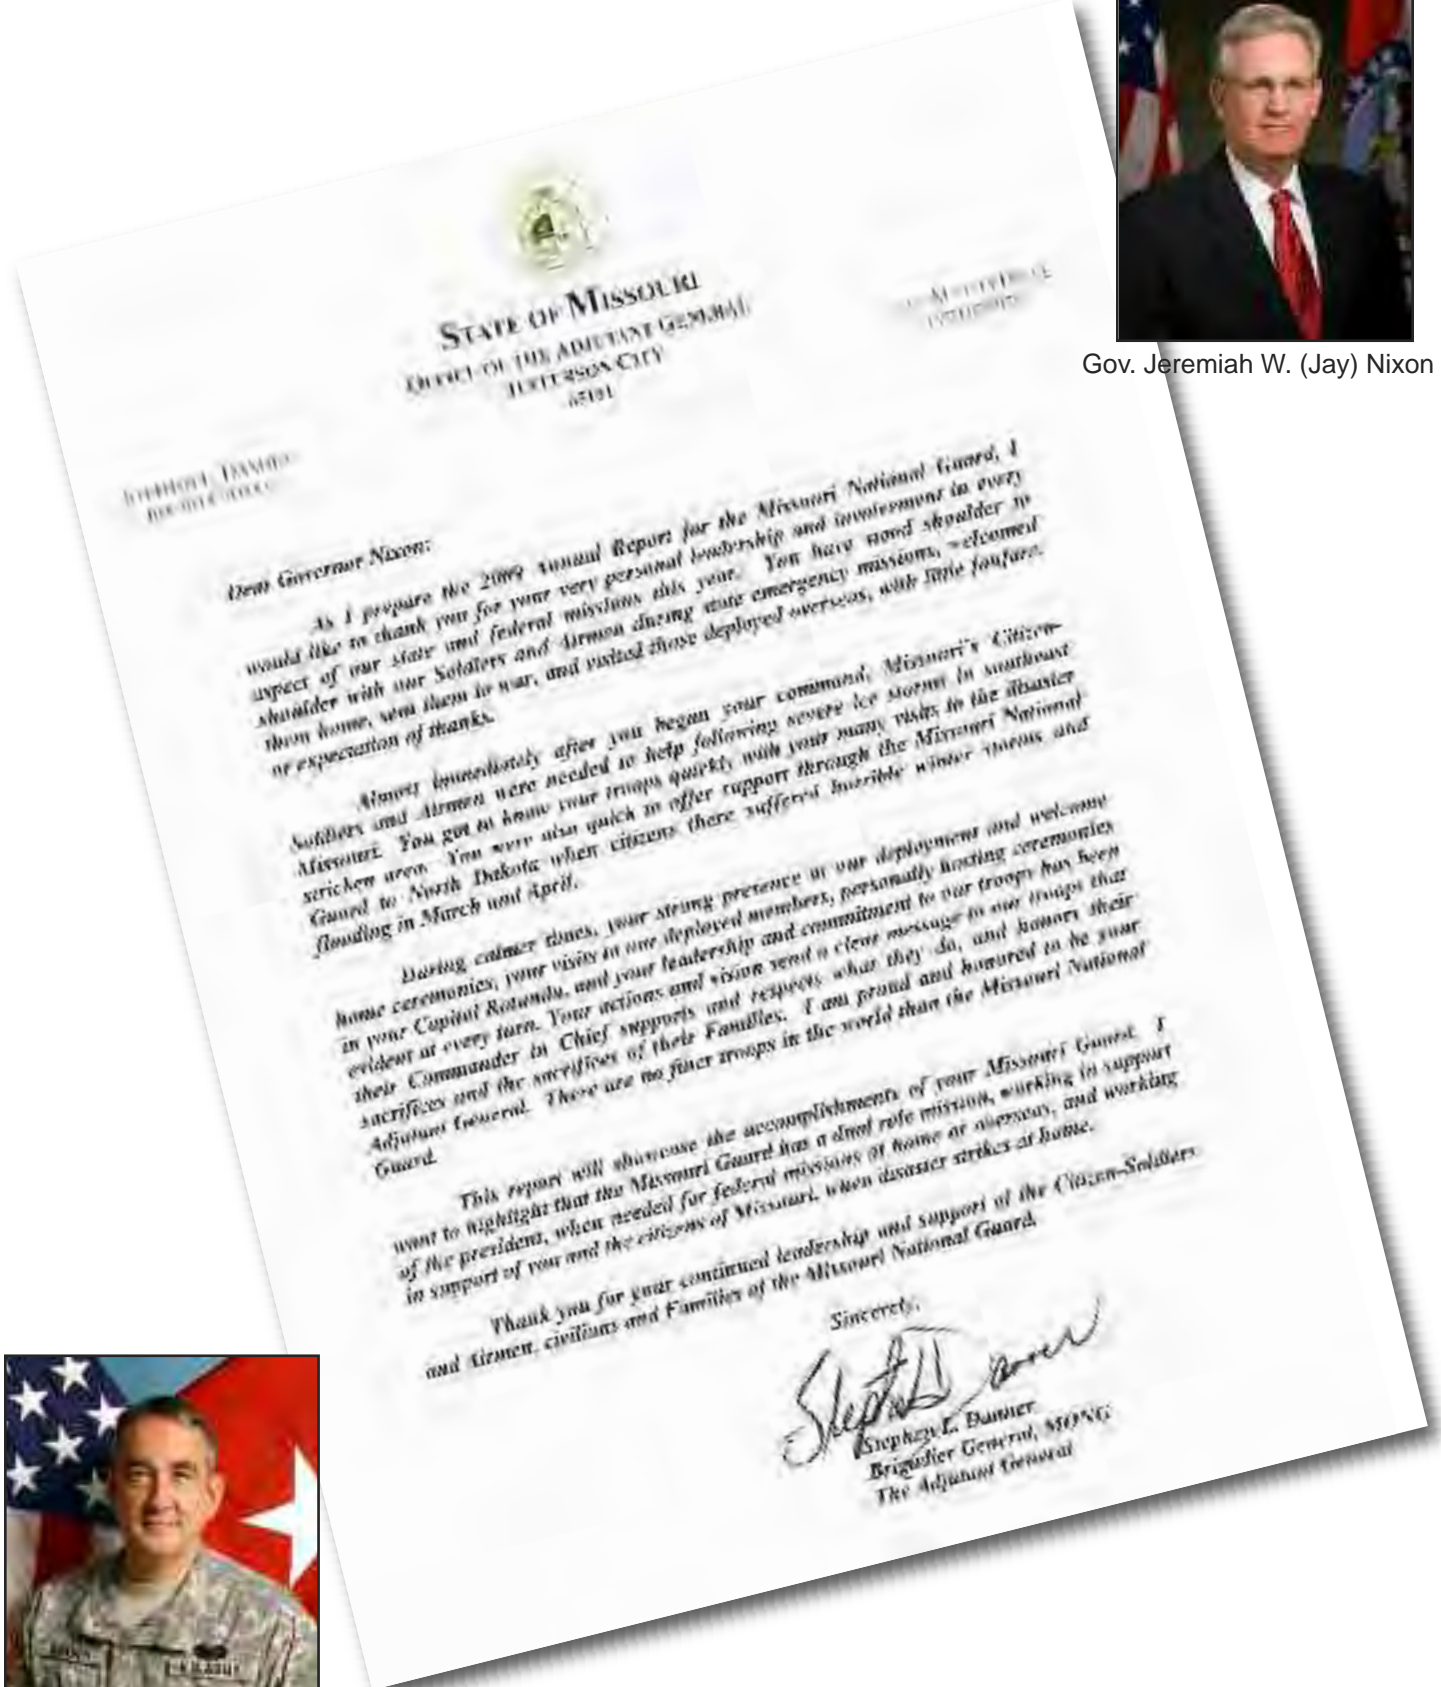 STATE OF MISSOURI
OFFICE OF THE ADJUTANT GENERAL
JEFFERSON CITY
65101
Gov. Jeremiah W. (Jay) Nixon
Dear Governor Nixon:
As I prepare the 2009 Annual Report for the Missouri National Guard, I
would like to thank you for your very personal leadership and involvement in every
aspect of our state and federal missions this year. You have stood shoulder to
shoulder with our Soldiers and Airmen during state emergency missions, welcomed
them home, sent them to war, and visited those deployed overseas, with little fanfare
or expectation of thanks.
Almost immediately after you began your command, Missouri's Citizen-
Soldiers and Airmen were needed to help following severe ice storms in southeast
Missouri. You got to know your troops quickly with your many visits to the disaster
stricken area. You were also quick to offer support through the Missouri National
Guard to North Dakota when citizens there suffered horrible winter storms and
flooding in March and April.
During calmer times, your strong presence at our deployment and welcome
home ceremonies, your visits to our deployed members, personally hosting ceremonies
in your Capitol Rotunda, and your leadership and commitment to our troops has been
evident at every turn. Your actions and vision send a clear message to our troops that
their Commander in Chief supports and respects what they do, and honors their
sacrifices and the sacrifices of their Families. I am proud and honored to be your
Adjutant General. There are no finer troops in the world than the Missouri National
Guard.
This report will showcase the accomplishments of your Missouri Guard. I
want to highlight that the Missouri Guard has a dual role mission, working in support
of the president, when needed for federal missions at home or overseas, and working
in support of you and the citizens of Missouri, when disaster strikes at home.
Thank you for your continued leadership and support of the Citizen-Soldiers
and Airmen, civilians and Families of the Missouri National Guard.
Sincerely,
Stephen L. Danner
Brigadier General, MONG
The Adjutant General